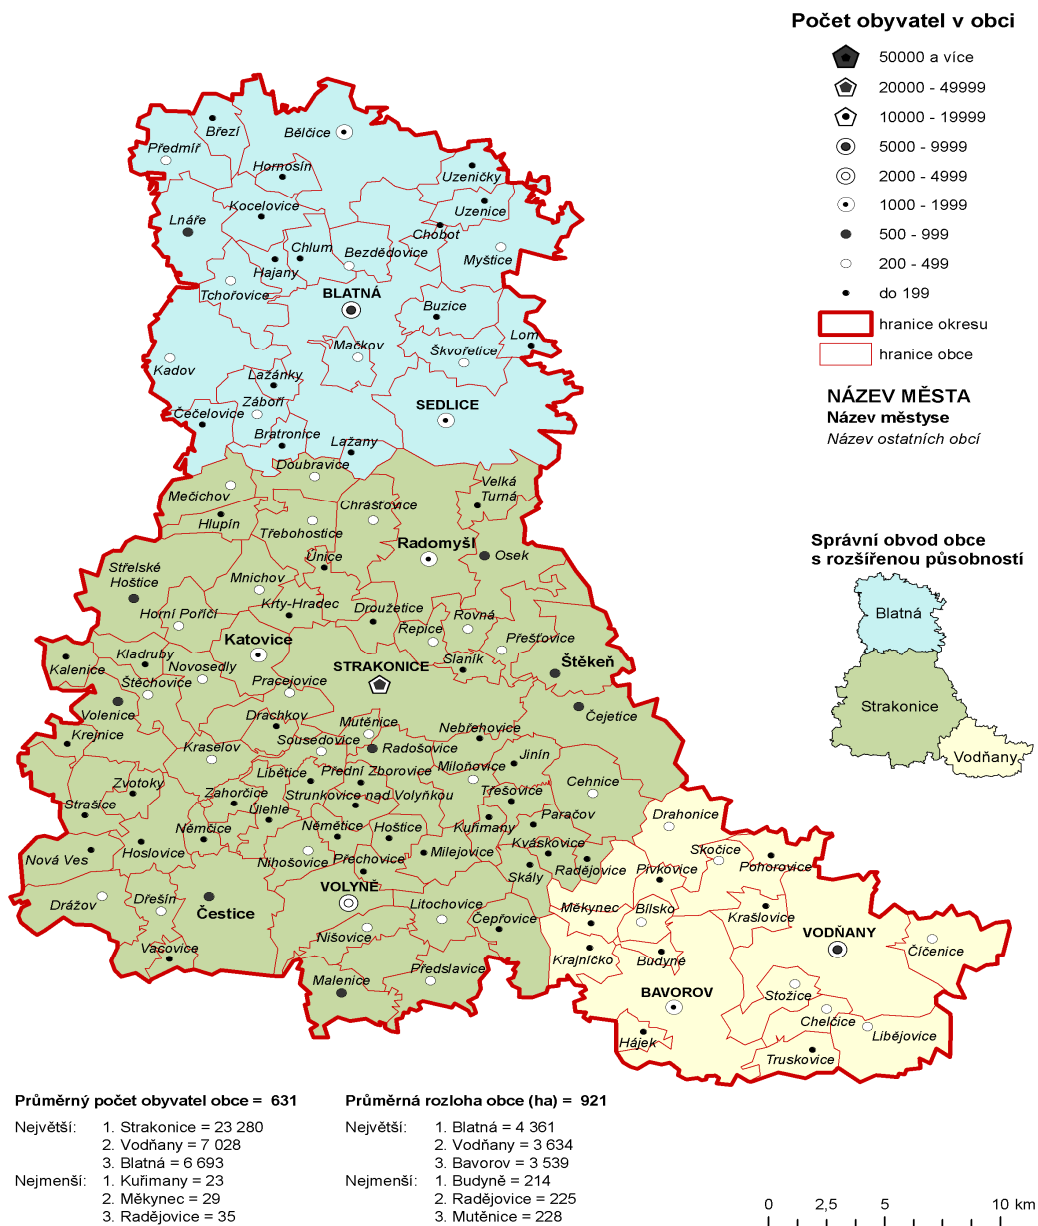 Počet obyvatel v obci
50000 a více
20000 - 49999
10000 - 19999
5000 - 9999
2000 - 4999
1000 - 1999
500 - 999
200 - 499
do 199
hranice okresu
hranice obce
NÁZEV MĚSTA
Název městyse
Název ostatních obcí
Správní obvod obce
s rozšířenou působností
Blatná
Strakonice
Vodňany
Březí
Bělčice
Předmíř
Hornosín
Uzeničky
Kocelovice
Uzenice
Lnáře
Chobot
Chlum
Bezdědovice
Myštice
Hajany
Tchořovice
BLATNÁ
Buzice
Lom
Mačkov
Škvořetice
Kadov
Lažánky
Záboří
SEDLICE
Čečelovice
Bratronice
Lažany
Doubravice
Velká
Turná
Mečichov
Chrášťovice
Hlupín
Třebohostice
Radomyšl
Osek
Únice
Střelské
Hoštice
Mnichov
Krty-Hradec
Droužetice
Rovná
Horní Poříčí
Řepice
Přešťovice
Katovice
Kladruby
Slaník
Štěkeň
Kalenice
Novosedly
STRAKONICE
Štěchovice
Pracejovice
Volenice
Čejetice
Drachkov
Mutěnice
Nebřehovice
Krejnice
Sousedovice
Radošovice
Kraselov
Jinín
Miloňovice
Libětice
Přední Zborovice
Zvotoky
Cehnice
Zahorčice
Strunkovice nad Volyňkou
Třešovice
Strašice
Úlehle
Drahonice
Kuřimany
Paračov
Němčice
Němětice
Hoštice
Hoslovice
Kváskovice
Skočice
Nová Ves
Nihošovice
Přechovice
Milejovice
Radějovice
Pivkovice
Pohorovice
Skály
VOLYNĚ
Drážov
Dřešín
Čestice
Litochovice
Čepřovice
Měkynec
Bílsko
Krašlovice
VODŇANY
Nišovice
Vacovice
Krajníčko
Budyně
Číčenice
Malenice
Předslavice
BAVOROV
Stožice
Chelčice
Hájek
Libějovice
Truskovice
Průměrný počet obyvatel obce = 631
Největší: 1. Strakonice = 23 280
2. Vodňany = 7 028
3. Blatná = 6 693
Nejmenší: 1. Kuřimany = 23
2. Měkynec = 29
3. Radějovice = 35
Průměrná rozloha obce (ha) = 921
Největší: 1. Blatná = 4 361
2. Vodňany = 3 634
3. Bavorov = 3 539
Nejmenší: 1. Budyně = 214
2. Radějovice = 225
3. Mutěnice = 228
0 2,5 5 10 km